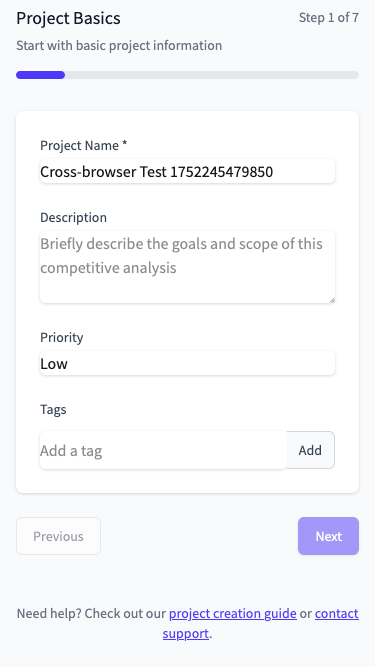 Project Basics
Step 1 of 7
Start with basic project information
Project Name *
Cross-browser Test 1752245479850
Description
Briefly describe the goals and scope of this
competitive analysis
Priority
Low
Tags
Add a tag
Add
Previous
Next
Need help? Check out our project creation guide or contact
support.